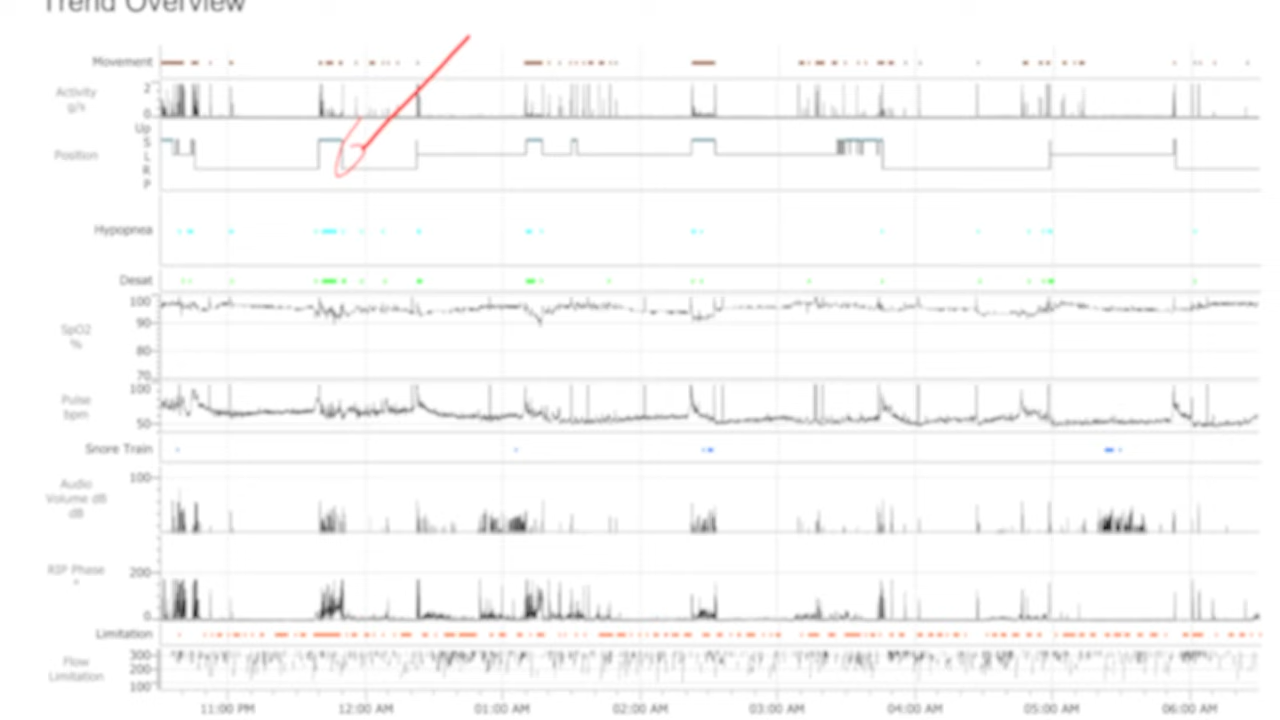 Trend Overview
Movement
Activity
g/s
2
0
Position
Up
S
L
R
P
Hypopnea
Desat
SpO2
%
100
90
80
70
Pulse
bpm
100
50
Snore Train
Audio
Volume dB
dB
100
RIP Phase
°
200
0
Limitation
Flow
Limitation
300
200
100
11:00 PM
12:00 AM
01:00 AM
02:00 AM
03:00 AM
04:00 AM
05:00 AM
06:00 AM